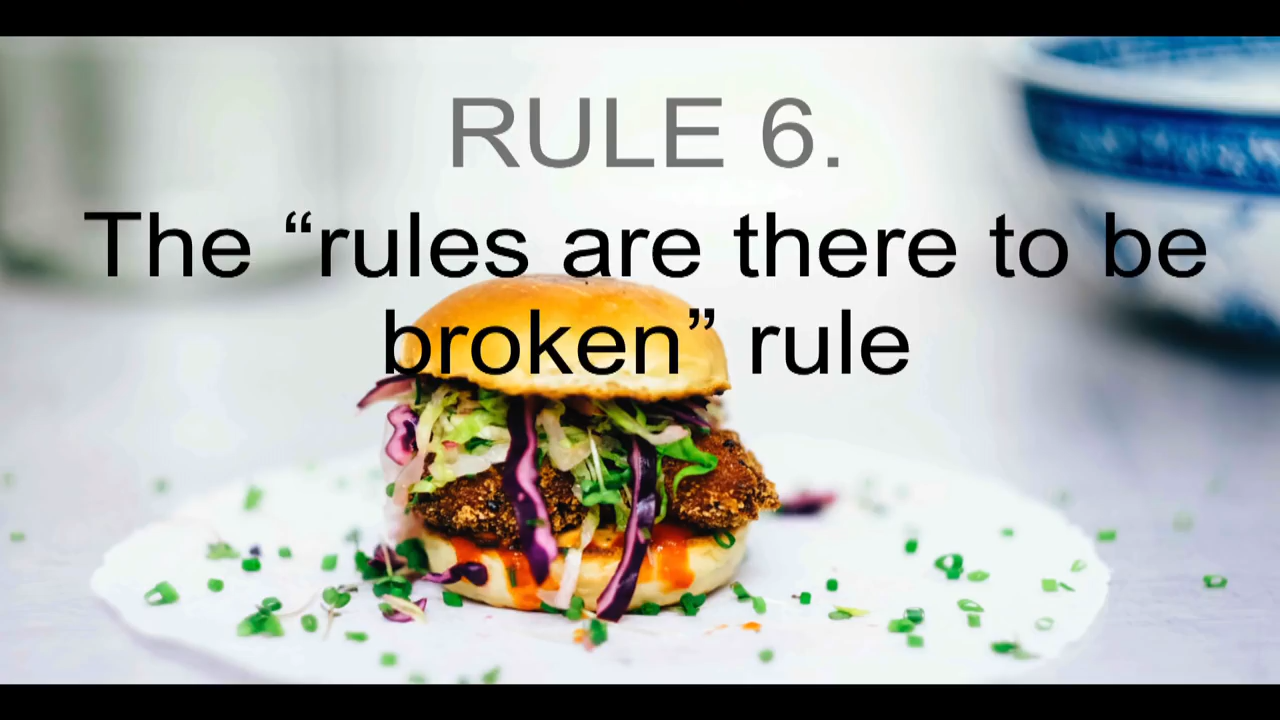 RULE 6.
The “rules are there to be
broken” rule